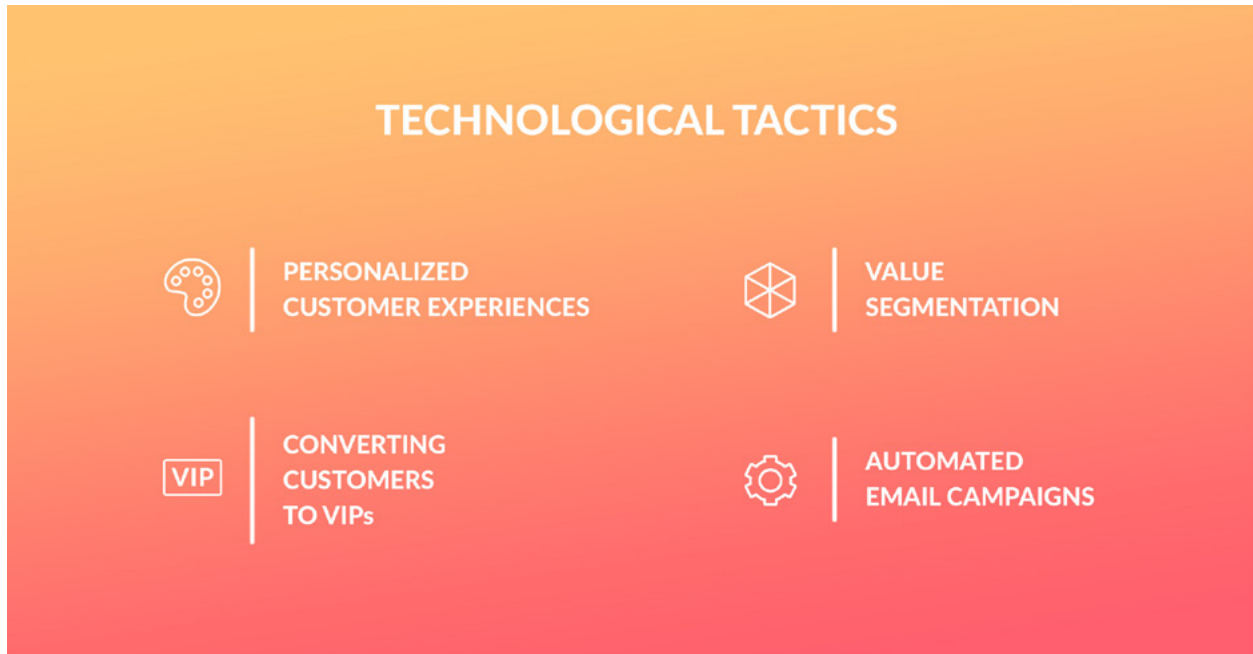 TECHNOLOGICAL TACTICS
PERSONALIZED
CUSTOMER EXPERIENCES
VALUE
SEGMENTATION
VIP
CONVERTING
CUSTOMERS
TO VIPs
AUTOMATED
EMAIL CAMPAIGNS